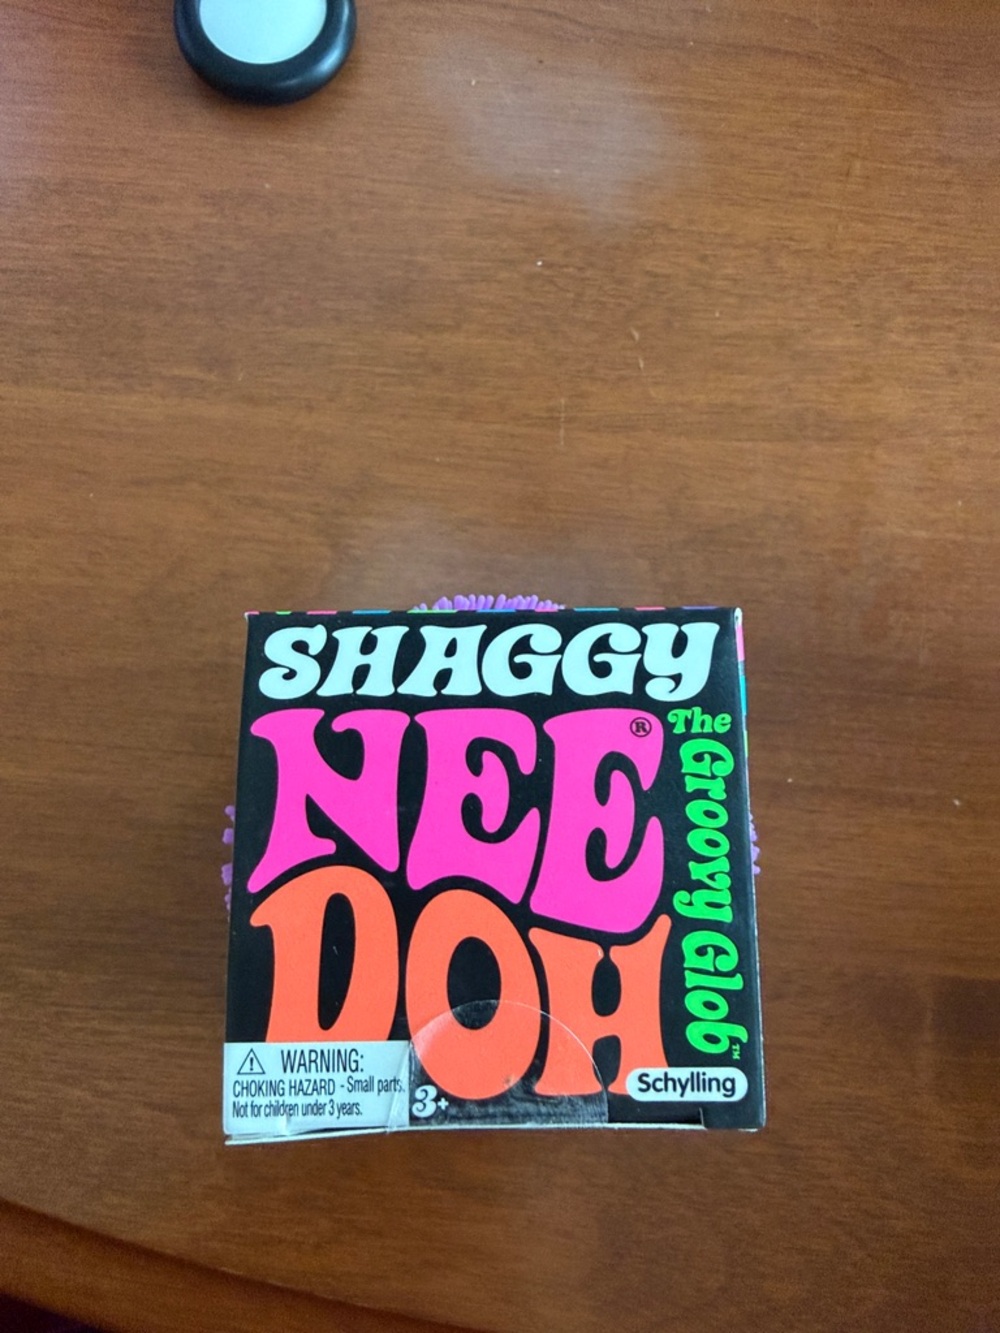 SHAGGY
NEE®
DOH
The Groovy Glob™
WARNING:
CHOKING HAZARD - Small parts.
Not for children under 3 years.
3+
Schylling